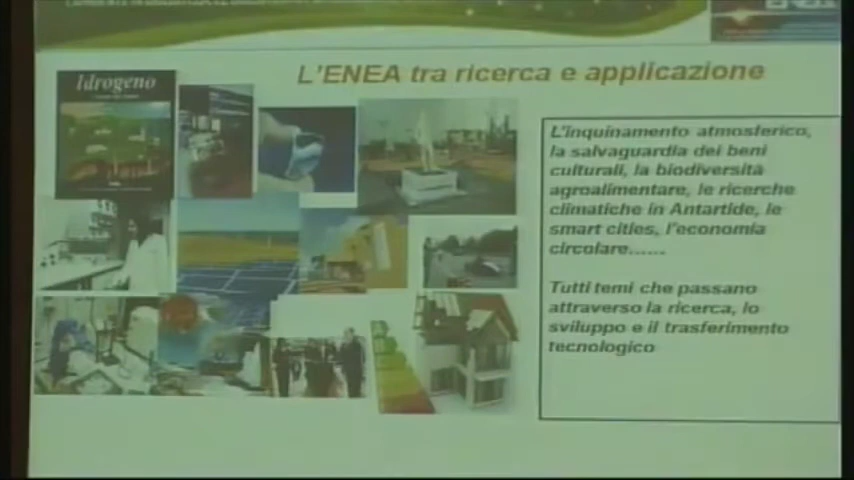 L'ENEA tra ricerca e applicazione
Idrogeno
L'inquinamento atmosferico,
la salvaguardia dei beni
culturali, la biodiversità
agroalimentare, le ricerche
climatiche in Antartide, le
smart cities, l'economia
circolare......
Tutti temi che passano
attraverso la ricerca, lo
sviluppo e il trasferimento
tecnologico